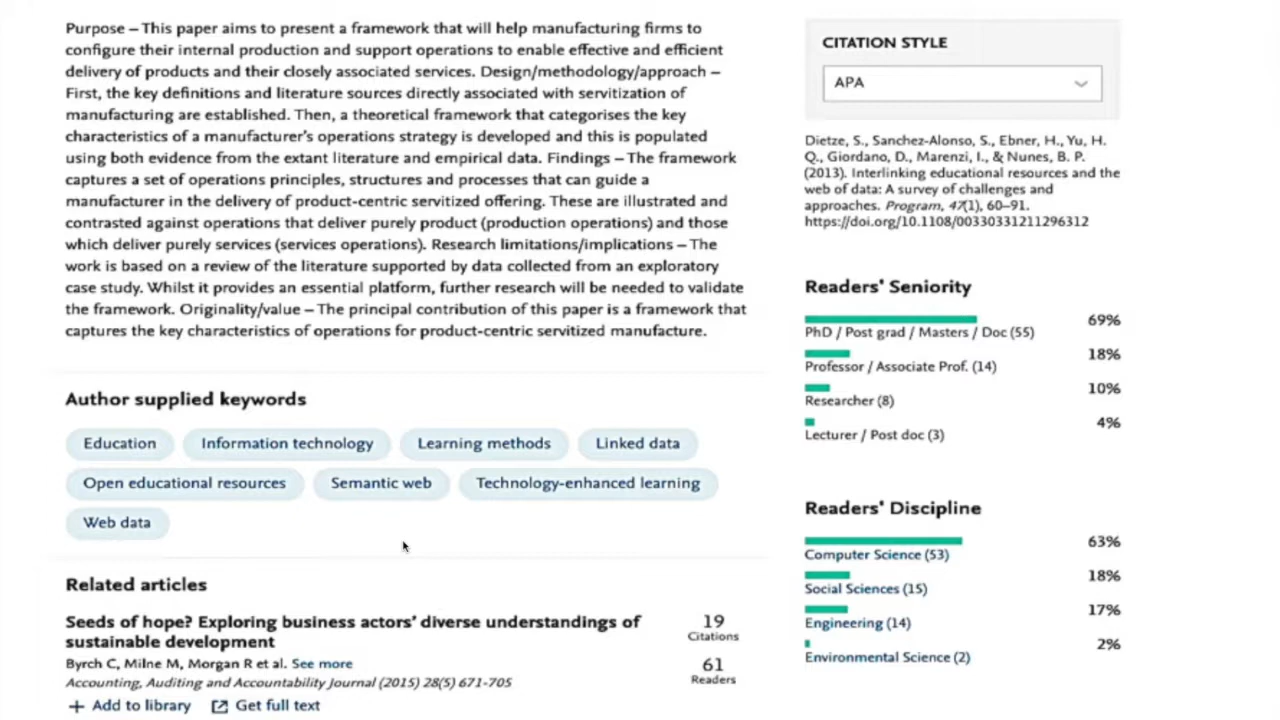 Purpose – This paper aims to present a framework that will help manufacturing firms to
configure their internal production and support operations to enable effective and efficient
delivery of products and their closely associated services. Design/methodology/approach –
First, the key definitions and literature sources directly associated with servitization of
manufacturing are established. Then, a theoretical framework that categorises the key
characteristics of a manufacturer's operations strategy is developed and this is populated
using both evidence from the extant literature and empirical data. Findings – The framework
captures a set of operations principles, structures and processes that can guide a
manufacturer in the delivery of product-centric servitized offering. These are illustrated and
contrasted against operations that deliver purely product (production operations) and those
which deliver purely services (services operations). Research limitations/implications – The
work is based on a review of the literature supported by data collected from an exploratory
case study. Whilst it provides an essential platform, further research will be needed to validate
the framework. Originality/value – The principal contribution of this paper is a framework that
captures the key characteristics of operations for product-centric servitized manufacture.
Author supplied keywords
Education Information technology Learning methods Linked data
Open educational resources Semantic web Technology-enhanced learning
Web data
Related articles
Seeds of hope? Exploring business actors' diverse understandings of
sustainable development
Byrch C, Milne M, Morgan R et al. See more
Accounting, Auditing and Accountability Journal (2015) 28(5) 671-705
+ Add to library Get full text
19
Citations
61
Readers
CITATION STYLE
APA
Dietze, S., Sanchez-Alonso, S., Ebner, H., Yu, H.
Q., Giordano, D., Marenzi, I., & Nunes, B. P.
(2013). Interlinking educational resources and the
web of data: A survey of challenges and
approaches. Program, 47(1), 60–91.
https://doi.org/10.1108/00330331211296312
Readers' Seniority
69%
PhD / Post grad / Masters / Doc (55)
18%
Professor / Associate Prof. (14)
10%
Researcher (8)
4%
Lecturer / Post doc (3)
Readers' Discipline
63%
Computer Science (53)
18%
Social Sciences (15)
17%
Engineering (14)
2%
Environmental Science (2)